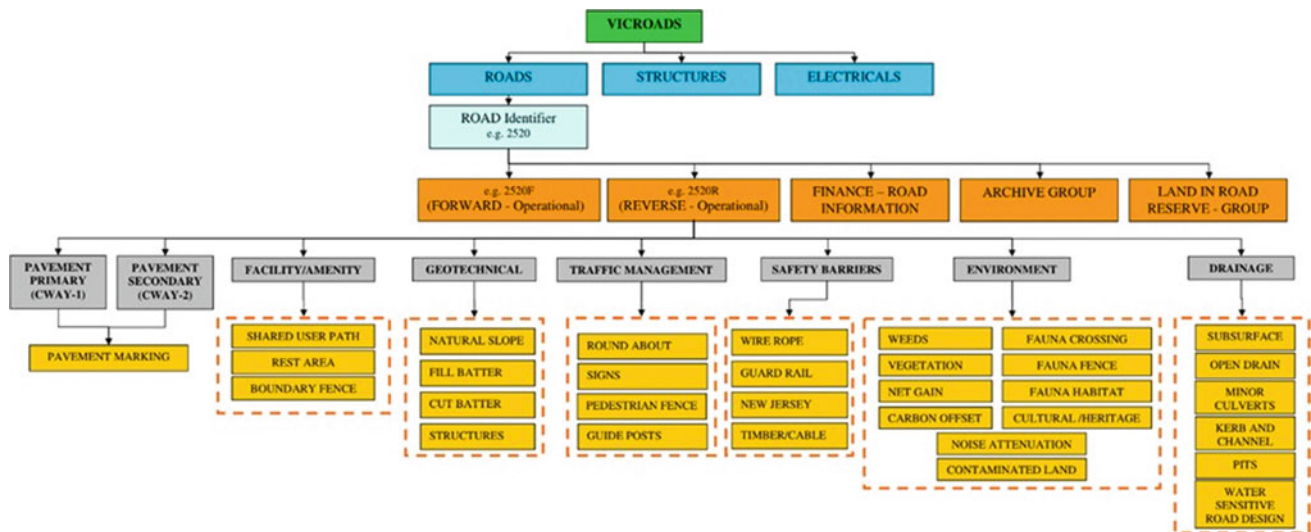 VICROADS
ROADS
STRUCTURES
ELECTRICALS
ROAD Identifier
e.g. 2520
e.g. 2520F
(FORWARD - Operational)
e.g. 2520R
(REVERSE - Operational)
FINANCE – ROAD
INFORMATION
ARCHIVE GROUP
LAND IN ROAD
RESERVE - GROUP
PAVEMENT
PRIMARY
(CWAY-1)
PAVEMENT
SECONDARY
(CWAY-2)
FACILITY/AMENITY
GEOTECHNICAL
TRAFFIC MANAGEMENT
SAFETY BARRIERS
ENVIRONMENT
DRAINAGE
PAVEMENT MARKING
SHARED USER PATH
REST AREA
BOUNDARY FENCE
NATURAL SLOPE
FILL BATTER
CUT BATTER
STRUCTURES
ROUND ABOUT
SIGNS
PEDESTRIAN FENCE
GUIDE POSTS
WIRE ROPE
GUARD RAIL
NEW JERSEY
TIMBER/CABLE
WEEDS
VEGETATION
NET GAIN
CARBON OFFSET
FAUNA CROSSING
FAUNA FENCE
FAUNA HABITAT
CULTURAL /HERITAGE
NOISE ATTENUATION
CONTAMINATED LAND
SUBSURFACE
OPEN DRAIN
MINOR
CULVERTS
KERB AND
CHANNEL
PITS
WATER
SENSITIVE
ROAD DESIGN